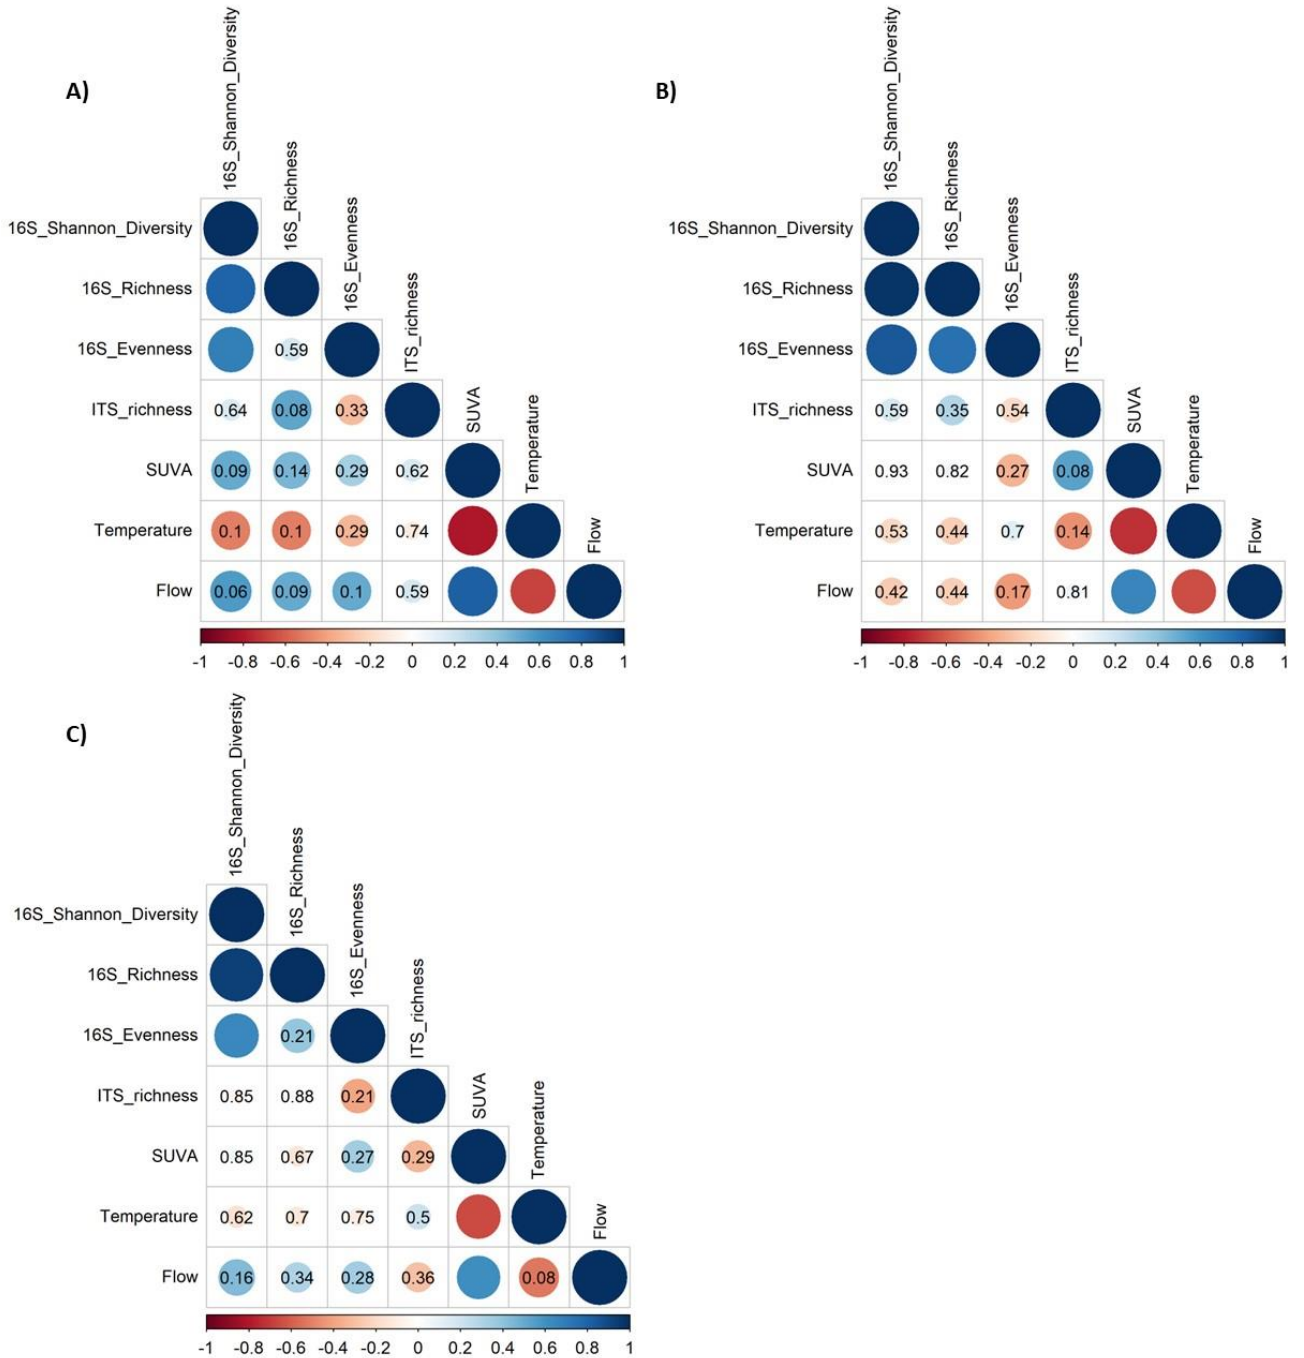 A)
16S_Shannon_Diversity
16S_Richness
16S_Evenness
ITS_richness
SUVA
Temperature
Flow
16S_Shannon_Diversity
16S_Richness
16S_Evenness 0.59
ITS_richness 0.64 0.08 0.33
SUVA 0.09 0.14 0.29 0.62
Temperature 0.1 0.1 0.29 0.74
Flow 0.06 0.09 0.1 0.59
-1 -0.8 -0.6 -0.4 -0.2 0 0.2 0.4 0.6 0.8 1
B)
16S_Shannon_Diversity
16S_Richness
16S_Evenness
ITS_richness
SUVA
Temperature
Flow
16S_Shannon_Diversity
16S_Richness
16S_Evenness
ITS_richness 0.59 0.35 0.54
SUVA 0.93 0.82 0.27 0.08
Temperature 0.53 0.44 0.7 0.14
Flow 0.42 0.44 0.17 0.81
-1 -0.8 -0.6 -0.4 -0.2 0 0.2 0.4 0.6 0.8 1
C)
16S_Shannon_Diversity
16S_Richness
16S_Evenness
ITS_richness
SUVA
Temperature
Flow
16S_Shannon_Diversity
16S_Richness
16S_Evenness 0.21
ITS_richness 0.85 0.88 0.21
SUVA 0.85 0.67 0.27 0.29
Temperature 0.62 0.7 0.75 0.5
Flow 0.16 0.34 0.28 0.36 0.08
-1 -0.8 -0.6 -0.4 -0.2 0 0.2 0.4 0.6 0.8 1